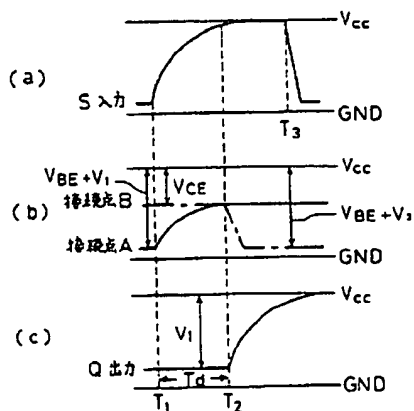 (a)
Vcc
S入力
GND
T3
(b)
VBE+V1
Vcc
VCE
接続点B
VBE+V3
接続点A
GND
(c)
Vcc
V1
Q出力
Td
GND
T1
T2